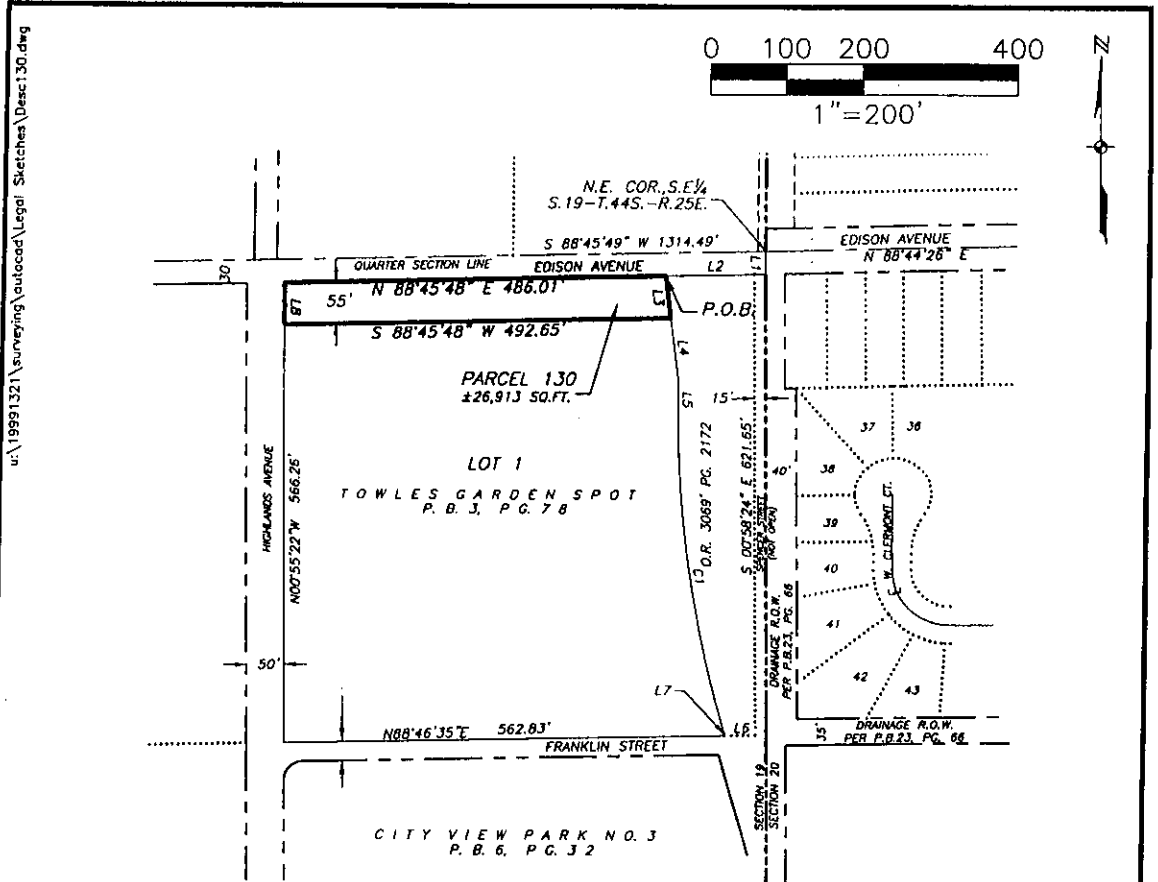 u:\19991321\surveying\autocad\Legal Sketches\Desc130.dwg
0 100 200 400
1"=200'
N
N.E. COR.,S.E¼
S.19-T.44S.-R.25E.
S 88°45'49" W 1314.49'
EDISON AVENUE
N 88°44'26" E
30'
QUARTER SECTION LINE
EDISON AVENUE
L2
L1
N 88°45'48" E 486.01'
L8
55'
L3
P.O.B.
S 88°45'48" W 492.65'
L4
PARCEL 130
±26,913 SQ.FT.
L5
15'
37
36
LOT 1
TOWLES GARDEN SPOT
P. B. 3, PG. 78
HIGHLANDS AVENUE
N00°55'22"W 566.26'
O.R. 3069' PG. 2172
C1
S 00°58'24" E 621.65'
SPENCER STREET
(NOT OPEN)
40'
38
39
40
41
42
43
W. CLERMONT CT.
DRAINAGE R.O.W.
PER P.B.23, PG. 66
50'
L7
L6
N88°46'35"E 562.83'
FRANKLIN STREET
35'
DRAINAGE R.O.W.
PER P.B.23, PG. 66
SECTION 19
SECTION 20
CITY VIEW PARK NO. 3
P. B. 6, PG. 32